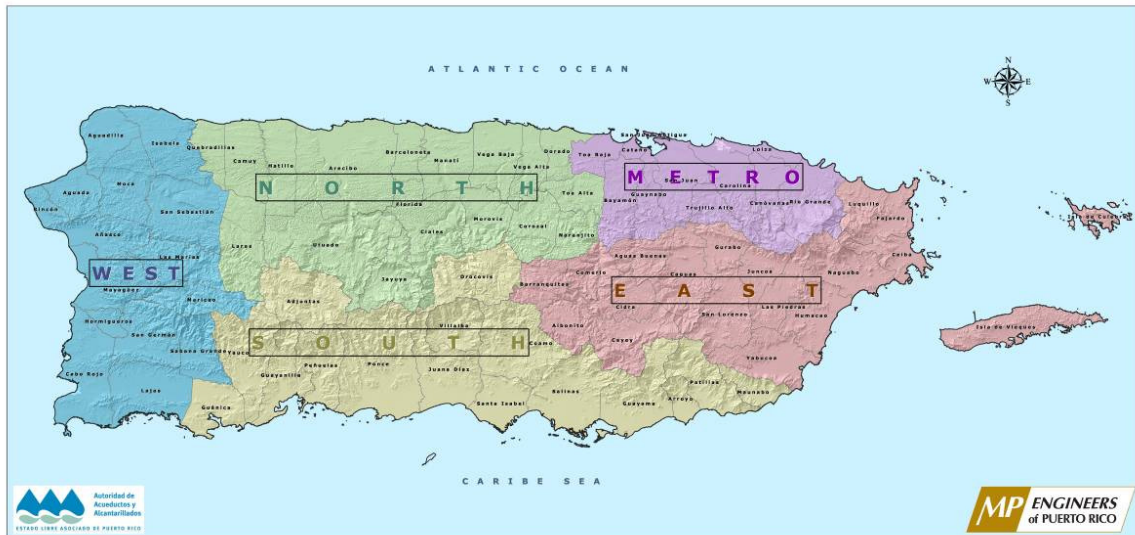 ATLANTIC OCEAN
N
W E
S
Aguadilla
Isabela
Quebradillas
Camuy
Hatillo
Arecibo
Barceloneta
Manatí
Vega Baja
Vega Alta
Dorado
Toa Baja
Cataño
Loiza
Moca
Aguada
Rincón
NORTH
METRO
San Juan
Carolina
Guaynabo
Bayamón
Trujillo Alto
Canóvanas
Rio Grande
Luquillo
Fajardo
Toa Alta
Florida
Morovis
Corozal
Naranjito
Ciales
Utuado
Lares
San Sebastián
Añasco
Las Marias
WEST
Mayagüez
Maricao
Jayuya
Adjuntas
Orocovis
Barranquitas
Comerio
Aguas Buenas
Gurabo
Caguas
Juncos
Naguabo
Ceiba
EAST
Cidra
Las Piedras
San Lorenzo
Humacao
Hormigueros
San Germán
Sabana Grande
Yauco
SOUTH
Villalba
Coamo
Aibonito
Cayey
Yabucoa
Isla de Vieques
Cabo Rojo
Lajas
Guánica
Guayanilla
Peñuelas
Ponce
Juana Díaz
Santa Isabel
Salinas
Guayama
Arroyo
Patillas
Maunabo
CARIBE SEA
Autoridad de
Acueductos y
Alcantarillados
ESTADO LIBRE ASOCIADO DE PUERTO RICO
MP ENGINEERS
of PUERTO RICO